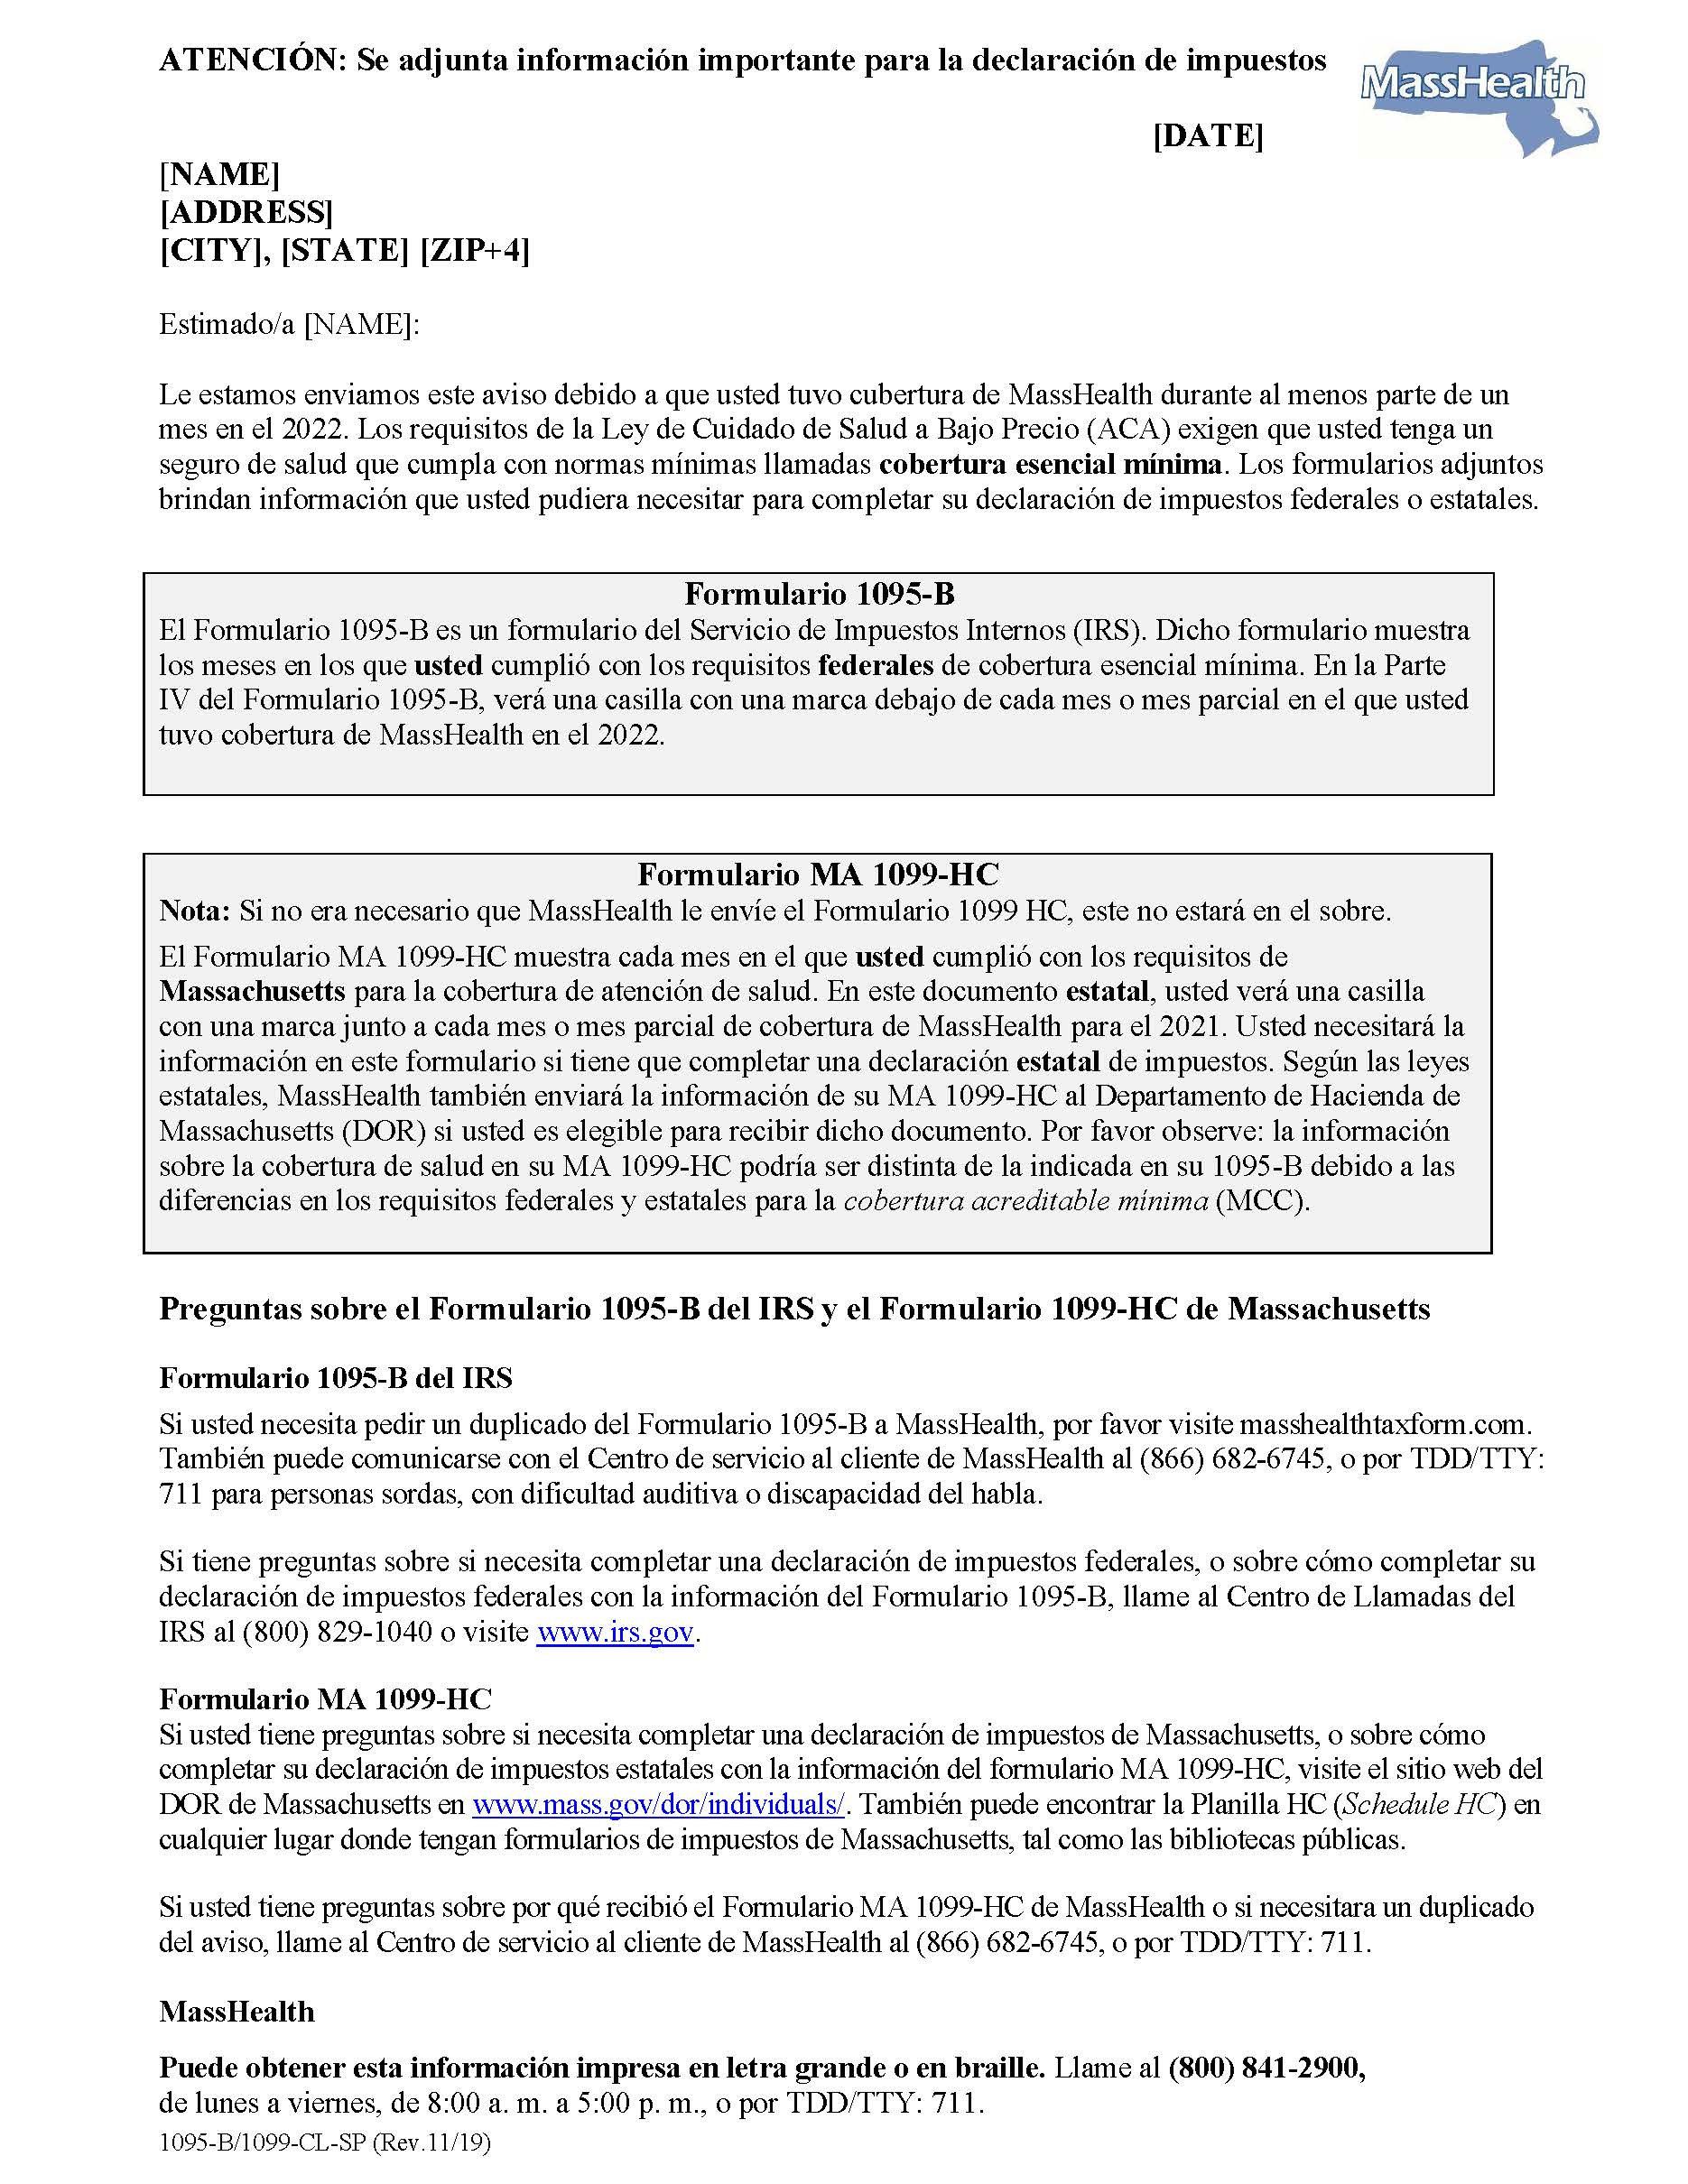 ATENCIÓN: Se adjunta información importante para la declaración de impuestos
MassHealth
[DATE]
[NAME]
[ADDRESS]
[CITY], [STATE] [ZIP+4]
Estimado/a [NAME]:
Le estamos enviamos este aviso debido a que usted tuvo cubertura de MassHealth durante al menos parte de un
mes en el 2022. Los requisitos de la Ley de Cuidado de Salud a Bajo Precio (ACA) exigen que usted tenga un
seguro de salud que cumpla con normas mínimas llamadas cobertura esencial mínima. Los formularios adjuntos
brindan información que usted pudiera necesitar para completar su declaración de impuestos federales o estatales.
Formulario 1095-B
El Formulario 1095-B es un formulario del Servicio de Impuestos Internos (IRS). Dicho formulario muestra
los meses en los que usted cumplió con los requisitos federales de cobertura esencial mínima. En la Parte
IV del Formulario 1095-B, verá una casilla con una marca debajo de cada mes o mes parcial en el que usted
tuvo cobertura de MassHealth en el 2022.
Formulario MA 1099-HC
Nota: Si no era necesario que MassHealth le envíe el Formulario 1099 HC, este no estará en el sobre.
El Formulario MA 1099-HC muestra cada mes en el que usted cumplió con los requisitos de
Massachusetts para la cobertura de atención de salud. En este documento estatal, usted verá una casilla
con una marca junto a cada mes o mes parcial de cobertura de MassHealth para el 2021. Usted necesitará la
información en este formulario si tiene que completar una declaración estatal de impuestos. Según las leyes
estatales, MassHealth también enviará la información de su MA 1099-HC al Departamento de Hacienda de
Massachusetts (DOR) si usted es elegible para recibir dicho documento. Por favor observe: la información
sobre la cobertura de salud en su MA 1099-HC podría ser distinta de la indicada en su 1095-B debido a las
diferencias en los requisitos federales y estatales para la cobertura acreditable mínima (MCC).
Preguntas sobre el Formulario 1095-B del IRS y el Formulario 1099-HC de Massachusetts
Formulario 1095-B del IRS
Si usted necesita pedir un duplicado del Formulario 1095-B a MassHealth, por favor visite masshealthtaxform.com.
También puede comunicarse con el Centro de servicio al cliente de MassHealth al (866) 682-6745, o por TDD/TTY:
711 para personas sordas, con dificultad auditiva o discapacidad del habla.
Si tiene preguntas sobre si necesita completar una declaración de impuestos federales, o sobre cómo completar su
declaración de impuestos federales con la información del Formulario 1095-B, llame al Centro de Llamadas del
IRS al (800) 829-1040 o visite www.irs.gov.
Formulario MA 1099-HC
Si usted tiene preguntas sobre si necesita completar una declaración de impuestos de Massachusetts, o sobre cómo
completar su declaración de impuestos estatales con la información del formulario MA 1099-HC, visite el sitio web del
DOR de Massachusetts en www.mass.gov/dor/individuals/. También puede encontrar la Planilla HC (Schedule HC) en
cualquier lugar donde tengan formularios de impuestos de Massachusetts, tal como las bibliotecas públicas.
Si usted tiene preguntas sobre por qué recibió el Formulario MA 1099-HC de MassHealth o si necesitara un duplicado
del aviso, llame al Centro de servicio al cliente de MassHealth al (866) 682-6745, o por TDD/TTY: 711.
MassHealth
Puede obtener esta información impresa en letra grande o en braille. Llame al (800) 841-2900,
de lunes a viernes, de 8:00 a. m. a 5:00 p. m., o por TDD/TTY: 711.
1095-B/1099-CL-SP (Rev.11/19)